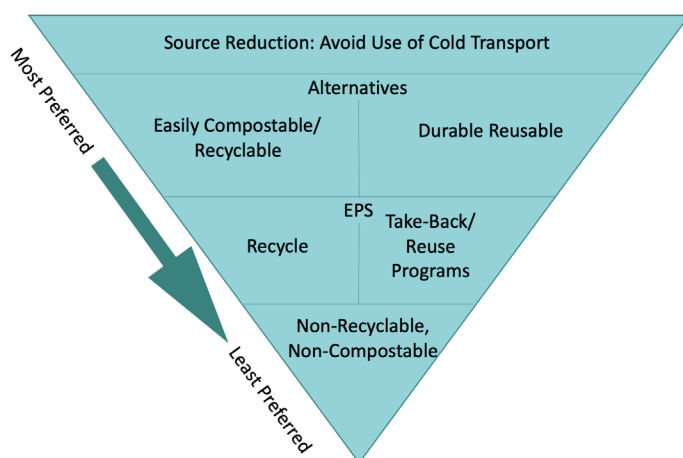 Source Reduction: Avoid Use of Cold Transport
Most Preferred
Alternatives
Easily Compostable/
Recyclable
Durable Reusable
EPS
Recycle
Take-Back/
Reuse
Programs
Non-Recyclable,
Non-Compostable
Least Preferred